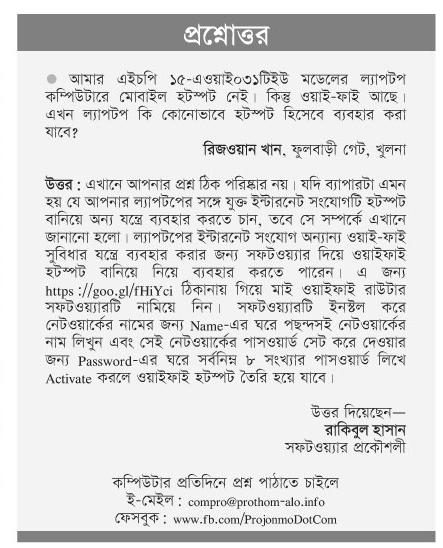 প্রশ্নোত্তর
● আমার এইচপি ১৫-এওয়াই০৩১টিইউ মডেলের ল্যাপটপ
কম্পিউটারে মোবাইল হটস্পট নেই। কিন্তু ওয়াই-ফাই আছে।
এখন ল্যাপটপ কি কোনোভাবে হটস্পট হিসেবে ব্যবহার করা
যাবে?
রিজওয়ান খান, ফুলবাড়ী গেট, খুলনা
উত্তর : এখানে আপনার প্রশ্ন ঠিক পরিষ্কার নয়। যদি ব্যাপারটা এমন
হয় যে আপনার ল্যাপটপের সঙ্গে যুক্ত ইন্টারনেট সংযোগটি হটস্পট
বানিয়ে অন্য যন্ত্রে ব্যবহার করতে চান, তবে সে সম্পর্কে এখানে
জানানো হলো। ল্যাপটপের ইন্টারনেট সংযোগ অন্যান্য ওয়াই-ফাই
সুবিধার যন্ত্রে ব্যবহার করার জন্য সফটওয়্যার দিয়ে ওয়াইফাই
হটস্পট বানিয়ে নিয়ে ব্যবহার করতে পারেন। এ জন্য
https ://goo.gl/fHiYci ঠিকানায় গিয়ে মাই ওয়াইফাই রাউটার
সফটওয়্যারটি নামিয়ে নিন। সফটওয়্যারটি ইনস্টল করে
নেটওয়ার্কের নামের জন্য Name-এর ঘরে পছন্দসই নেটওয়ার্কের
নাম লিখুন এবং সেই নেটওয়ার্কের পাসওয়ার্ড সেট করে দেওয়ার
জন্য Password-এর ঘরে সর্বনিম্ন ৮ সংখ্যার পাসওয়ার্ড লিখে
Activate করলে ওয়াইফাই হটস্পট তৈরি হয়ে যাবে।
উত্তর দিয়েছেন—
রাকিবুল হাসান
সফটওয়্যার প্রকৌশলী
কম্পিউটার প্রতিদিনে প্রশ্ন পাঠাতে চাইলে
ই-মেইল : compro@prothom-alo.info
ফেসবুক : www.fb.com/ProjonmoDotCom